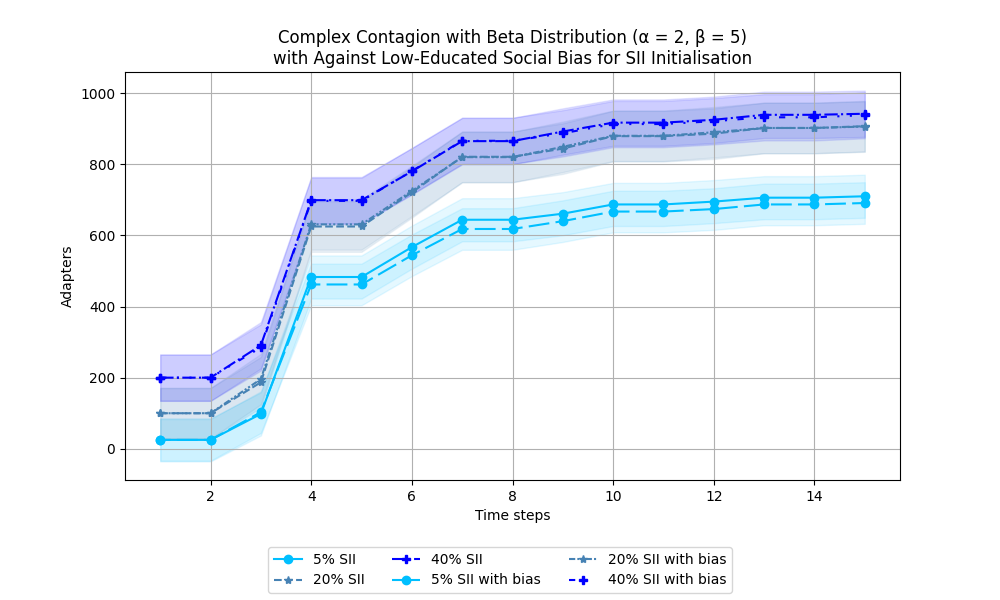 Complex Contagion with Beta Distribution (α = 2, β = 5)
with Against Low-Educated Social Bias for SII Initialisation
1000
800
600
400
200
0
Adapters
2 4 6 8 10 12 14
Time steps
5% SII 40% SII 20% SII with bias
20% SII 5% SII with bias 40% SII with bias